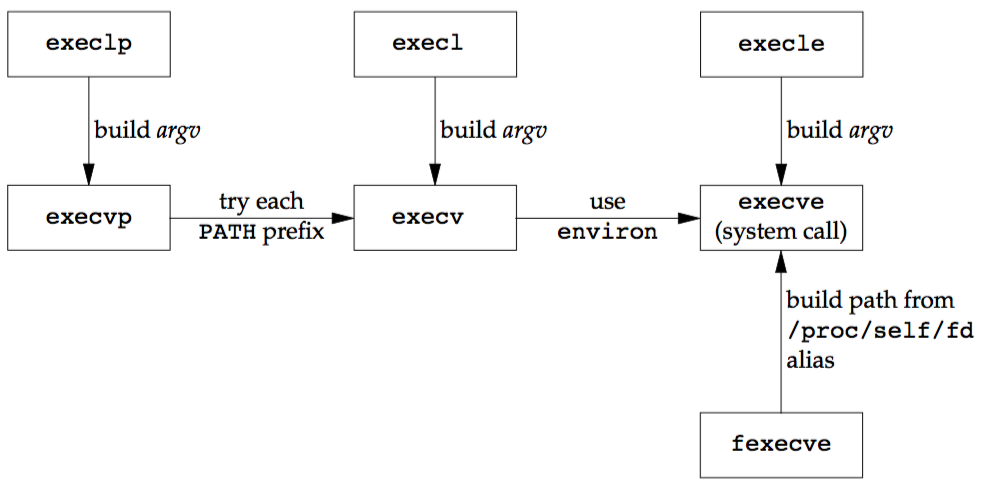 execlp
execl
execle
build argv
build argv
build argv
execvp
try each
PATH prefix
execv
use
environ
execve
(system call)
build path from
/proc/self/fd
alias
fexecve